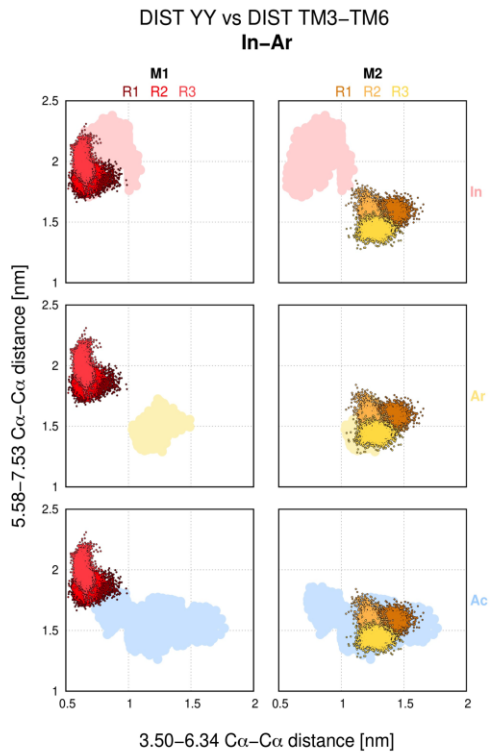 DIST YY vs DIST TM3−TM6
In−Ar
M1 M2
R1 R2 R3 R1 R2 R3
2.5
2
1.5
1
In
2.5
2
1.5
1
Ar
2.5
2
1.5
1
Ac
0.5 1 1.5 2 0.5 1 1.5 2
5.58−7.53 Cα−Cα distance [nm]
3.50−6.34 Cα−Cα distance [nm]